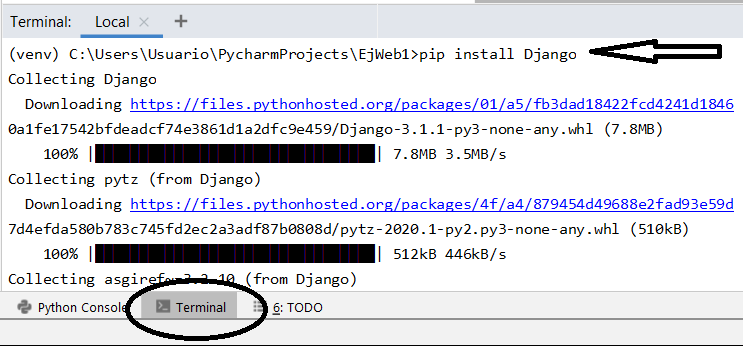 Terminal: Local × +
(venv) C:\Users\Usuario\PycharmProjects\EjWeb1>pip install Django
Collecting Django
Downloading https://files.pythonhosted.org/packages/01/a5/fb3dad18422fcd4241d1846
0a1fe17542bfdeadcf74e3861d1a2dfc9e459/Django-3.1.1-py3-none-any.whl (7.8MB)
100% |████████████████████████████████| 7.8MB 3.5MB/s
Collecting pytz (from Django)
Downloading https://files.pythonhosted.org/packages/4f/a4/879454d49688e2fad93e59d
7d4efda580b783c745fd2ec2a3adf87b0808d/pytz-2020.1-py2.py3-none-any.whl (510kB)
100% |████████████████████████████████| 512kB 446kB/s
Collecting asgiref~=3.2.10 (from Django)
Python Console Terminal 6: TODO